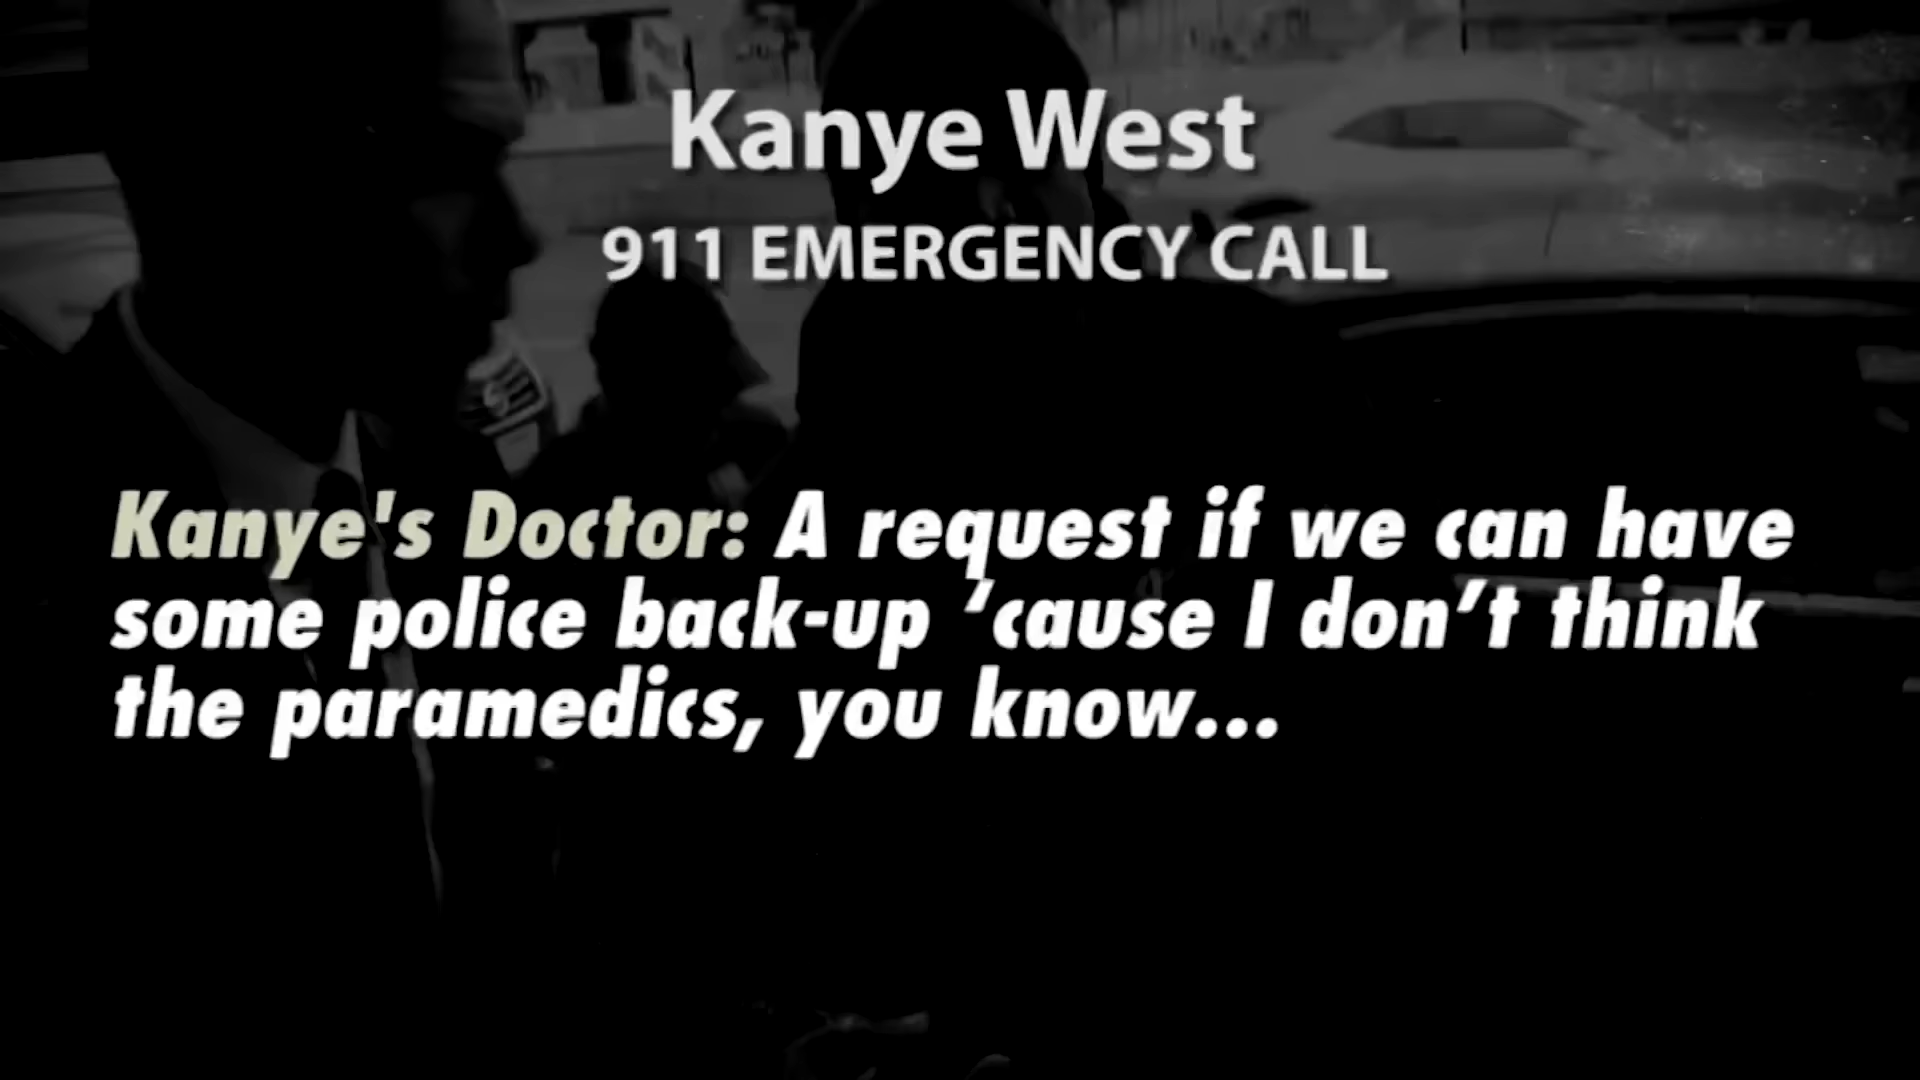 Kanye West
911 EMERGENCY CALL
Kanye's Doctor: A request if we can have
some police back-up ’cause I don’t think
the paramedics, you know...